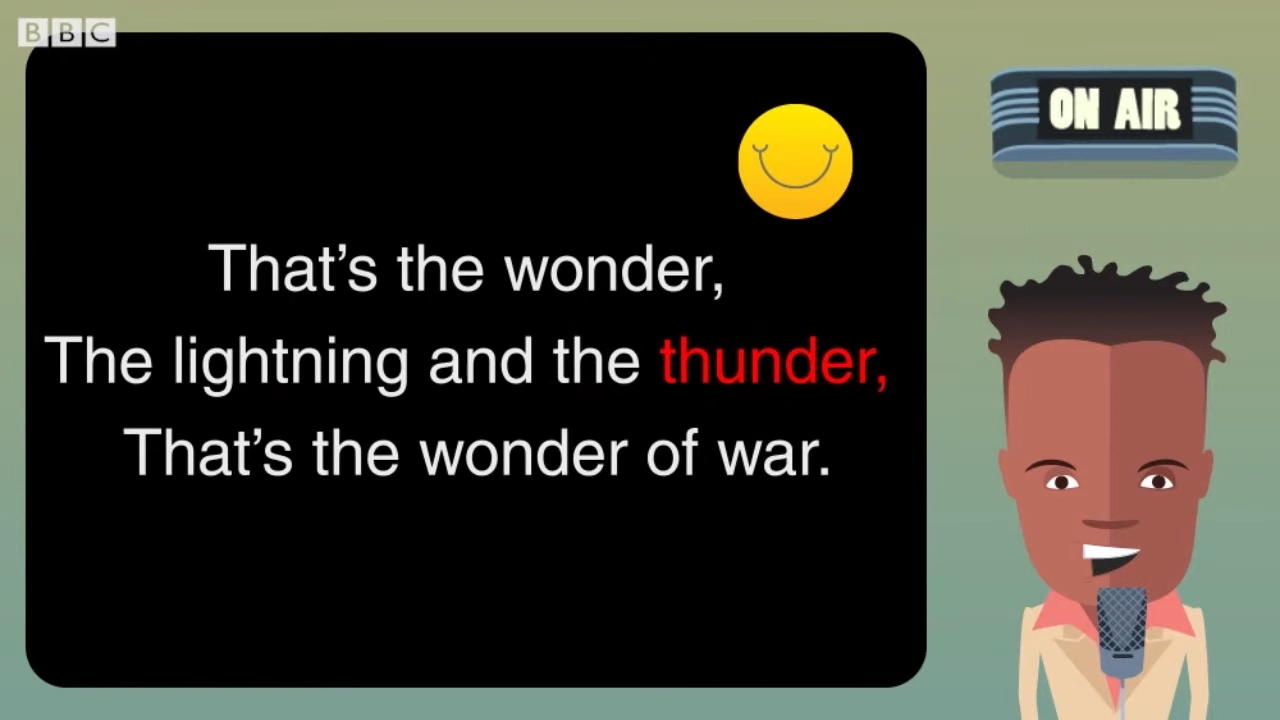 BBC
ON AIR
That’s the wonder,
The lightning and the thunder,
That’s the wonder of war.